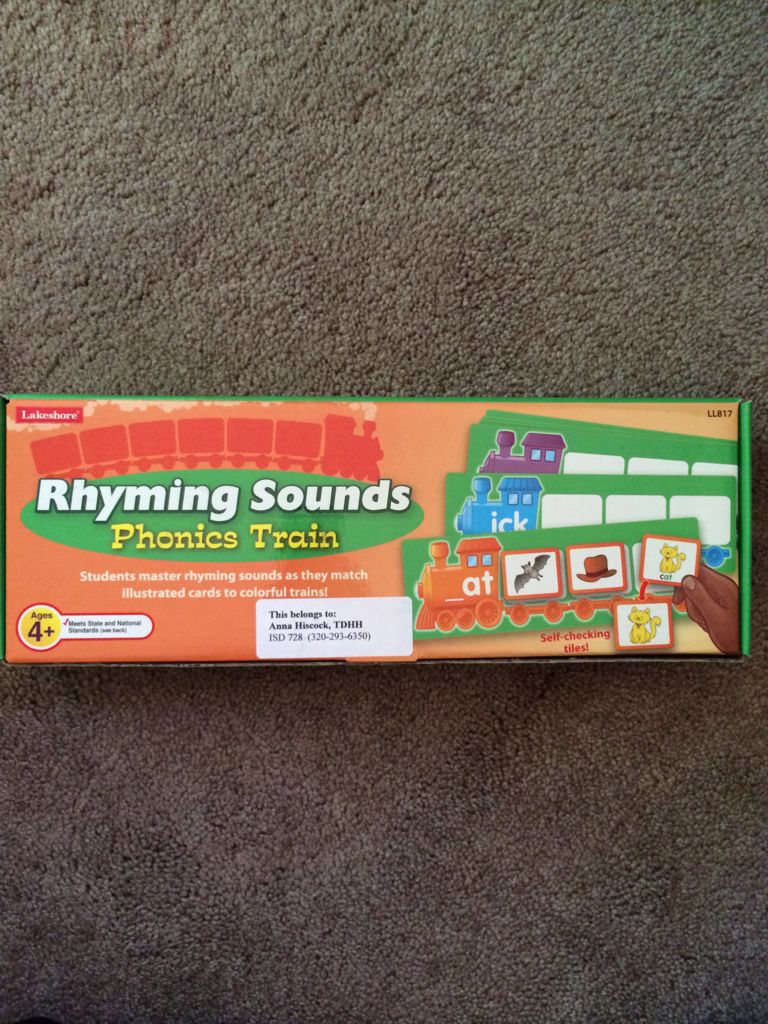 Lakeshore®
LL817
Rhyming Sounds
Phonics Train
Students master rhyming sounds as they match
illustrated cards to colorful trains!
Ages
4+
Meets State and National
Standards (see back)
This belongs to:
Anna Hiscock, TDHH
ISD 728 (320-293-6350)
ick
_at
cat
Self-checking
tiles!